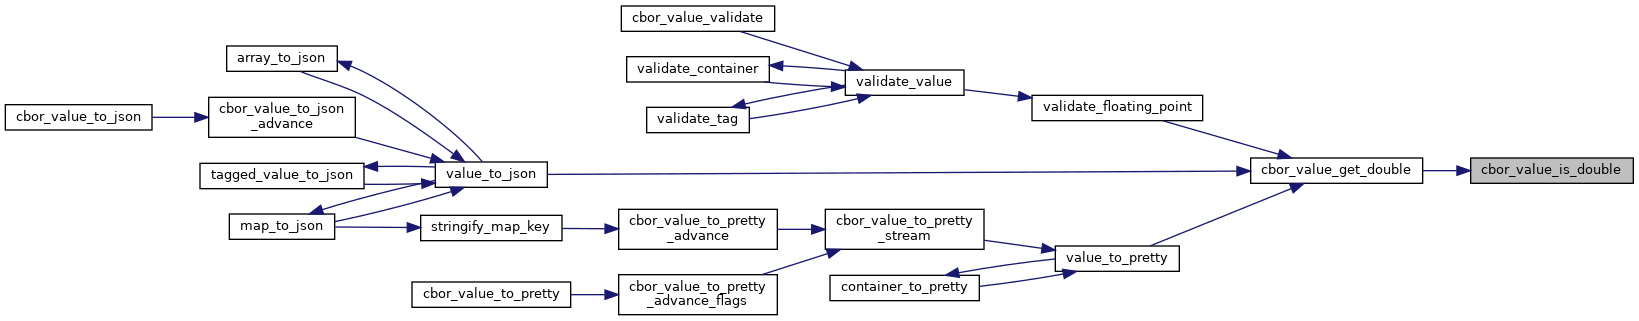 cbor_value_validate
array_to_json
validate_container
validate_value
cbor_value_to_json
cbor_value_to_json
_advance
validate_tag
validate_floating_point
tagged_value_to_json
value_to_json
cbor_value_get_double
cbor_value_is_double
map_to_json
stringify_map_key
cbor_value_to_pretty
_advance
cbor_value_to_pretty
_stream
value_to_pretty
cbor_value_to_pretty
cbor_value_to_pretty
_advance_flags
container_to_pretty